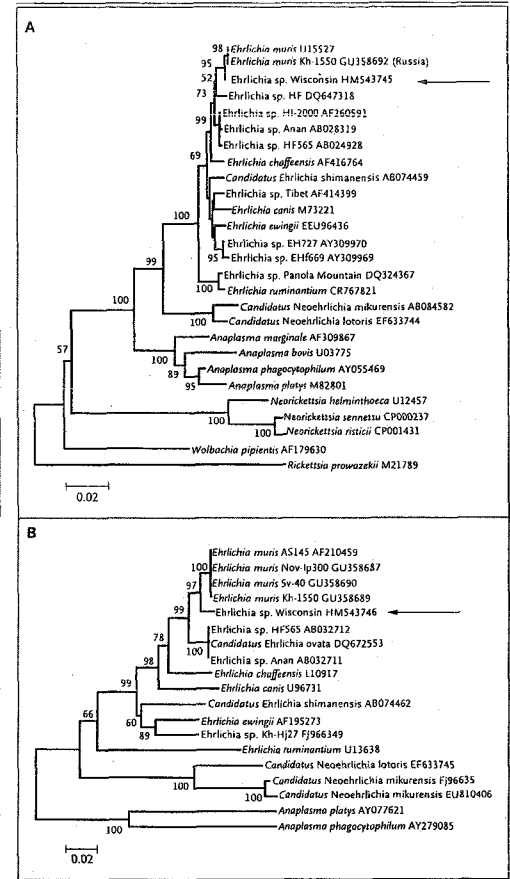 A
98
Ehrlichia muris U15527
95
Ehrlichia muris Kh-1550 GU358692 (Russia)
52
Ehrlichia sp. Wisconsin HM543745
73
Ehrlichia sp. HF DQ647318
Ehrlichia sp. HI-2000 AF260591
99
Ehrlichia sp. Anan AB028319
Ehrlichia sp. HF565 AB024928
69
Ehrlichia chaffeensis AF416764
Candidatus Ehrlichia shimanensis AB074459
Ehrlichia sp. Tibet AF414399
100
Ehrlichia canis M73221
Ehrlichia ewingii EEU96436
Ehrlichia sp. EH727 AY309970
95
Ehrlichia sp. EHf669 AY309969
99
Ehrlichia sp. Panola Mountain DQ324367
100
Ehrlichia ruminantium CR767821
100
Candidatus Neoehrlichia mikurensis AB084582
100
Candidatus Neoehrlichia lotoris EF633744
Anaplasma marginale AF309867
57
100
Anaplasma bovis U03775
89
Anaplasma phagocytophilum AY055469
95
Anaplasma platys M82801
Neorickettsia helminthoeca U12457
100
Neorickettsia sennetsu CP000237
100
Neorickettsia risticii CP001431
Wolbachia pipientis AF179630
Rickettsia prowazekii M21789
0.02
B
Ehrlichia muris AS145 AF210459
100
Ehrlichia muris Nov-Ip300 GU358687
97
Ehrlichia muris Sv-40 GU358690
Ehrlichia muris Kh-1550 GU358689
99
Ehrlichia sp. Wisconsin HM543746
Ehrlichia sp. HF565 AB032712
78
Candidatus Ehrlichia ovata DQ672553
100
Ehrlichia sp. Anan AB032711
98
Ehrlichia chaffensis L10917
99
Ehrlichia canis U96731
Candidatus Ehrlichia shimanensis AB074462
66
60
Ehrlichia ewingii AF195273
89
Ehrlichia sp. Kh-Hj27 FJ966349
Ehrlichia ruminantium U13638
Candidatus Neoehrlichia lotoris EF633745
100
Candidatus Neoehrlichia mikurensis FJ96635
100
Candidatus Neoehrlichia mikurensis EU810406
Anaplasma platys AY077621
100
Anaplasma phagocytophilum AY279085
0.02